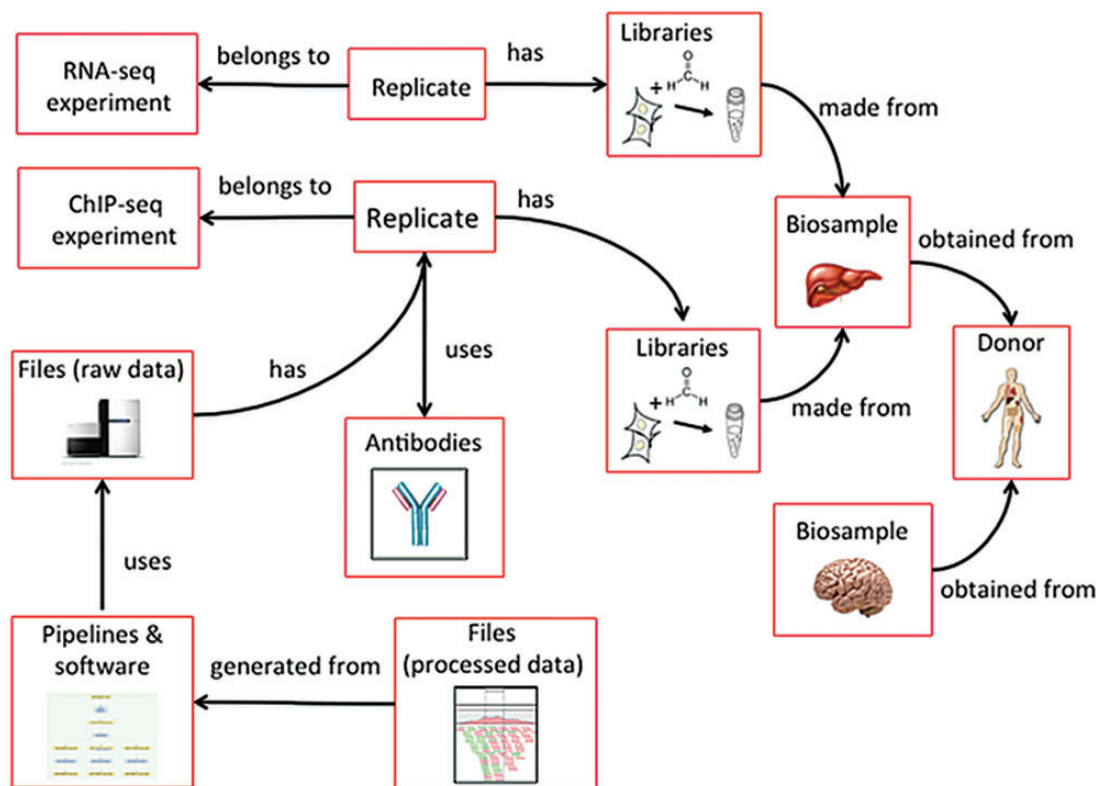 RNA-seq
experiment
belongs to
Replicate
has
Libraries
O
C
H
H
+
made from
ChIP-seq
experiment
belongs to
Replicate
has
Biosample
obtained from
Files (raw data)
has
uses
Libraries
O
C
H
H
+
made from
Donor
Antibodies
uses
Biosample
obtained from
Pipelines &
software
generated from
Files
(processed data)